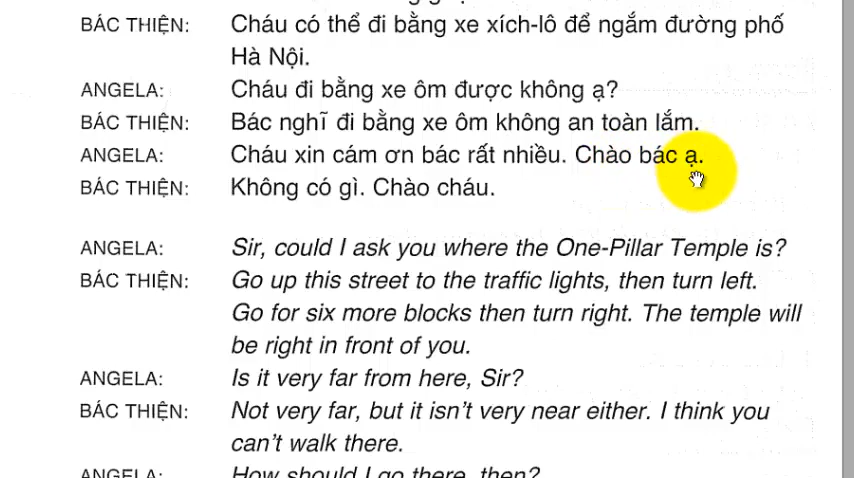 BÁC THIỆN: Cháu có thể đi bằng xe xích-lô để ngắm đường phố
Hà Nội.
ANGELA: Cháu đi bằng xe ôm được không ạ?
BÁC THIỆN: Bác nghĩ đi bằng xe ôm không an toàn lắm.
ANGELA: Cháu xin cám ơn bác rất nhiều. Chào bác ạ.
BÁC THIỆN: Không có gì. Chào cháu.
ANGELA: Sir, could I ask you where the One-Pillar Temple is?
BÁC THIỆN: Go up this street to the traffic lights, then turn left.
Go for six more blocks then turn right. The temple will
be right in front of you.
ANGELA: Is it very far from here, Sir?
BÁC THIỆN: Not very far, but it isn't very near either. I think you
can't walk there.
ANGELA: How should I go there, then?